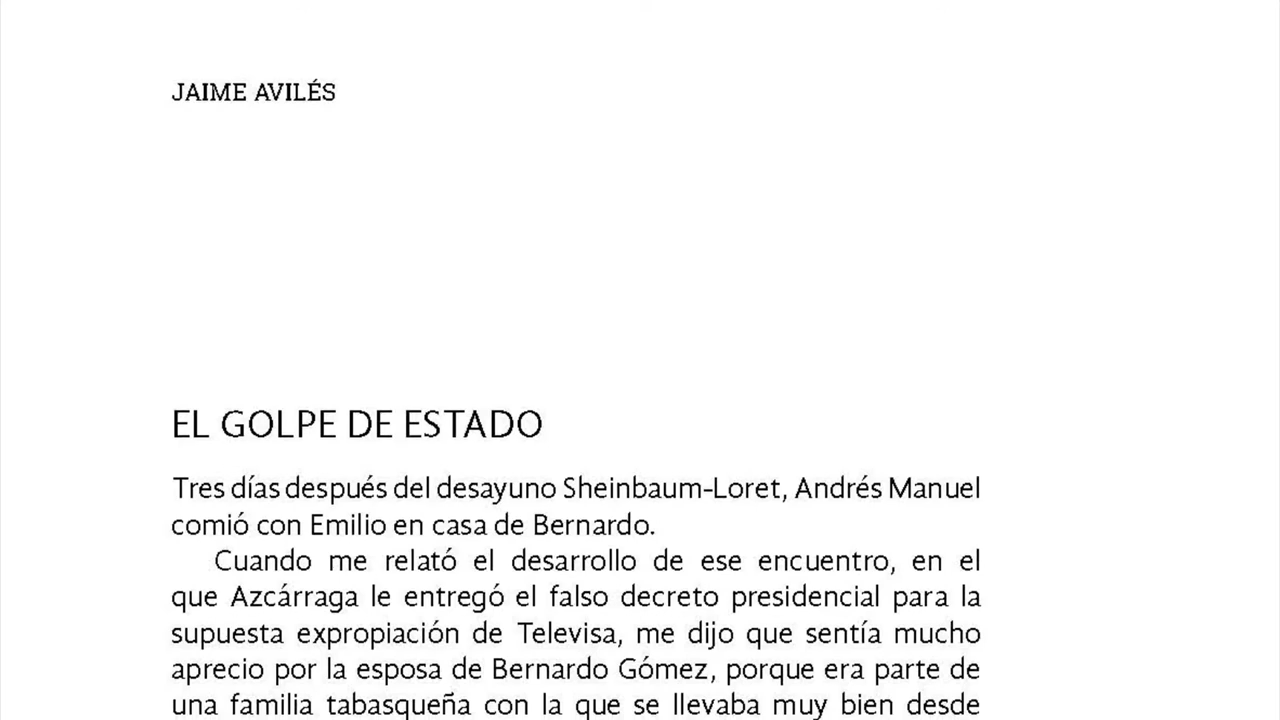 JAIME AVILÉS
EL GOLPE DE ESTADO
Tres días después del desayuno Sheinbaum-Loret, Andrés Manuel
comió con Emilio en casa de Bernardo.
Cuando me relató el desarrollo de ese encuentro, en el
que Azcárraga le entregó el falso decreto presidencial para la
supuesta expropiación de Televisa, me dijo que sentía mucho
aprecio por la esposa de Bernardo Gómez, porque era parte de
una familia tabasqueña con la que se llevaba muy bien desde